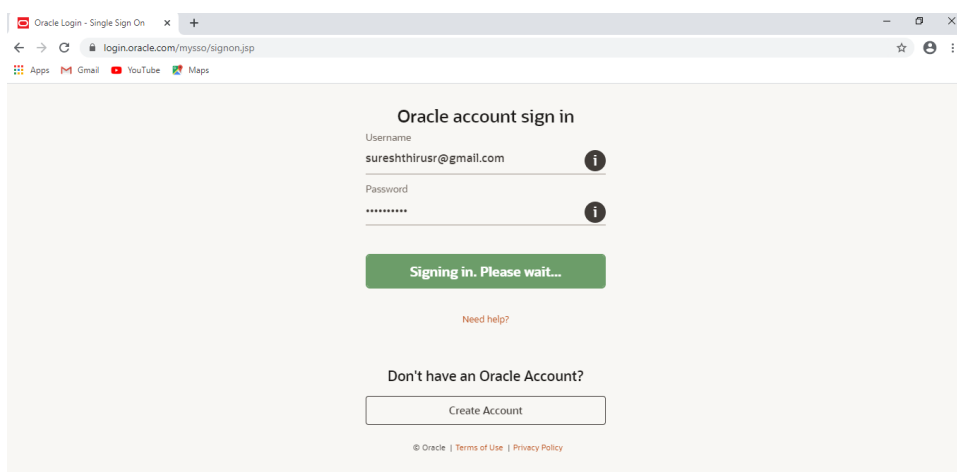 Oracle Login - Single Sign On
login.oracle.com/mysso/signon.jsp
Apps Gmail YouTube Maps
Oracle account sign in
Username
sureshthirusr@gmail.com
i
Password
••••••••••
i
Signing in. Please wait...
Need help?
Don't have an Oracle Account?
Create Account
© Oracle | Terms of Use | Privacy Policy